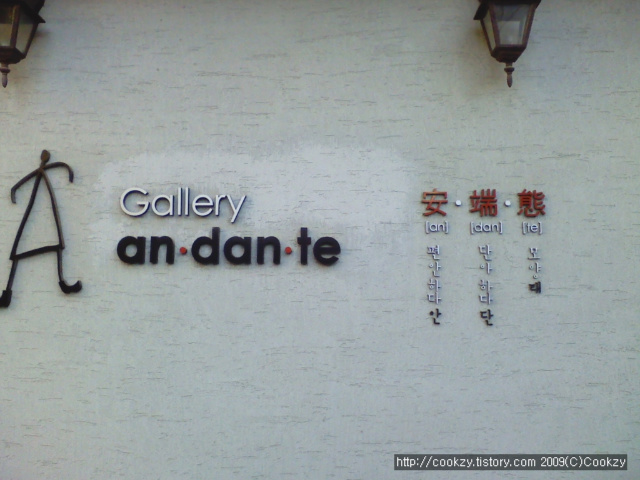 Gallery
an·dan·te
安·端·態
[an] [dan] [te]
편안하다 안
단사하다 단
모양 태
http://cookzy.tistory.com 2009(C)Cookzy